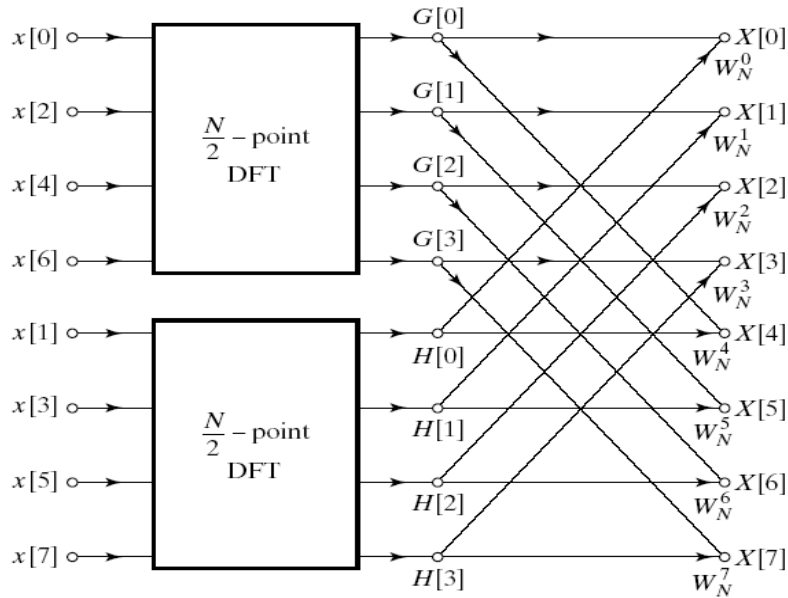 x[0]
x[2]
x[4]
x[6]
x[1]
x[3]
x[5]
x[7]
N/2 – point
DFT
N/2 – point
DFT
G[0]
G[1]
G[2]
G[3]
H[0]
H[1]
H[2]
H[3]
X[0]
W_N^0
X[1]
W_N^1
X[2]
W_N^2
X[3]
W_N^3
X[4]
W_N^4
X[5]
W_N^5
X[6]
W_N^6
X[7]
W_N^7